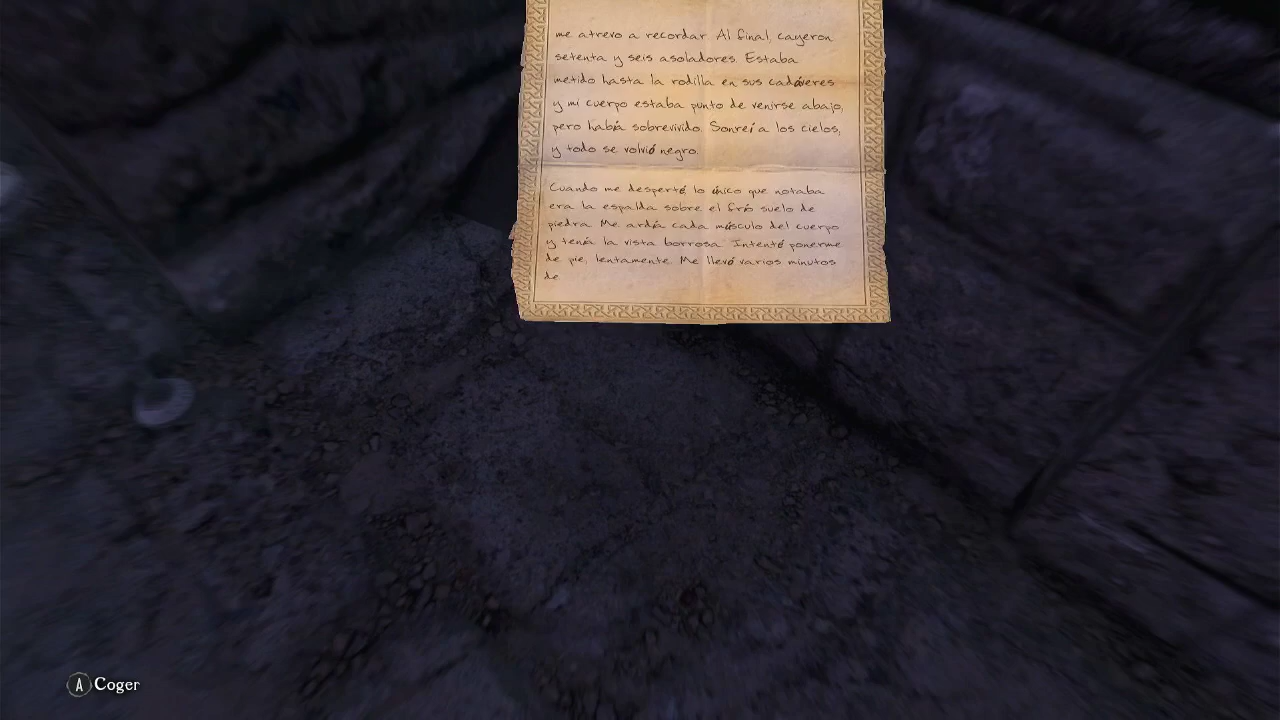 me atrevo a recordar. Al final, cayeron
setenta y seis asoladores. Estaba
metido hasta la rodilla en sus cadáveres
y mi cuerpo estaba punto de venirse abajo,
pero había sobrevivido. Sonreí a los cielos,
y todo se volvió negro.
Cuando me desperté lo único que notaba
era la espalda sobre el frío suelo de
piedra. Me ardía cada músculo del cuerpo
y tenía la vista borrosa. Intenté ponerme
de pie, lentamente. Me llevó varios minutos
de
A Coger